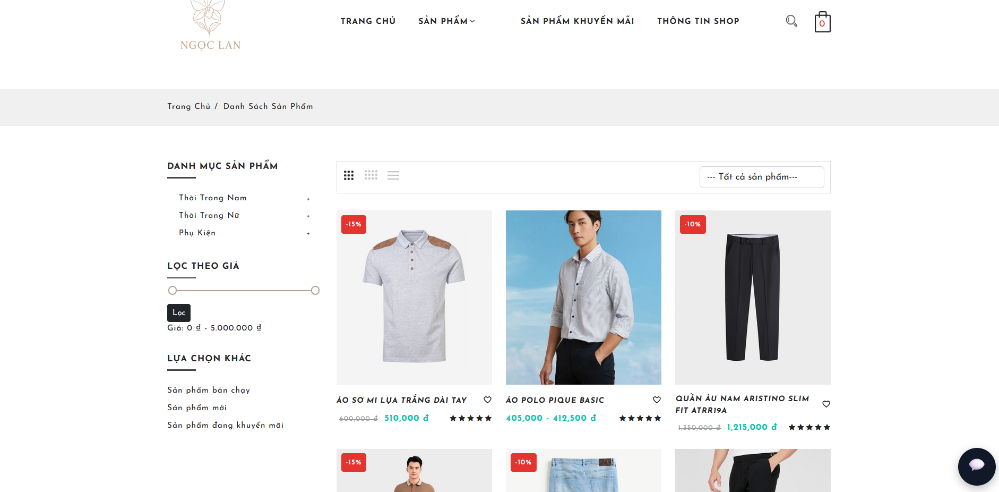 NGỌC LAN
TRANG CHỦ SẢN PHẨM SẢN PHẨM KHUYẾN MÃI THÔNG TIN SHOP 0
Trang Chủ / Danh Sách Sản Phẩm
DANH MỤC SẢN PHẨM
Thời Trang Nam +
Thời Trang Nữ +
Phụ Kiện +
LỌC THEO GIÁ
Lọc
Giá: 0 ₫ - 5.000.000 ₫
LỰA CHỌN KHÁC
Sản phẩm bán chạy
Sản phẩm mới
Sản phẩm đang khuyến mãi
--- Tất cả sản phẩm---
-15%
-10%
ÁO SƠ MI LỤA TRẮNG DÀI TAY
600,000 đ 510,000 đ
ÁO POLO PIQUE BASIC
405,000 - 412,500 đ
QUẦN ÂU NAM ARISTINO SLIM
FIT ATRR19A
1,350,000 đ 1,215,000 đ
-15%
-10%